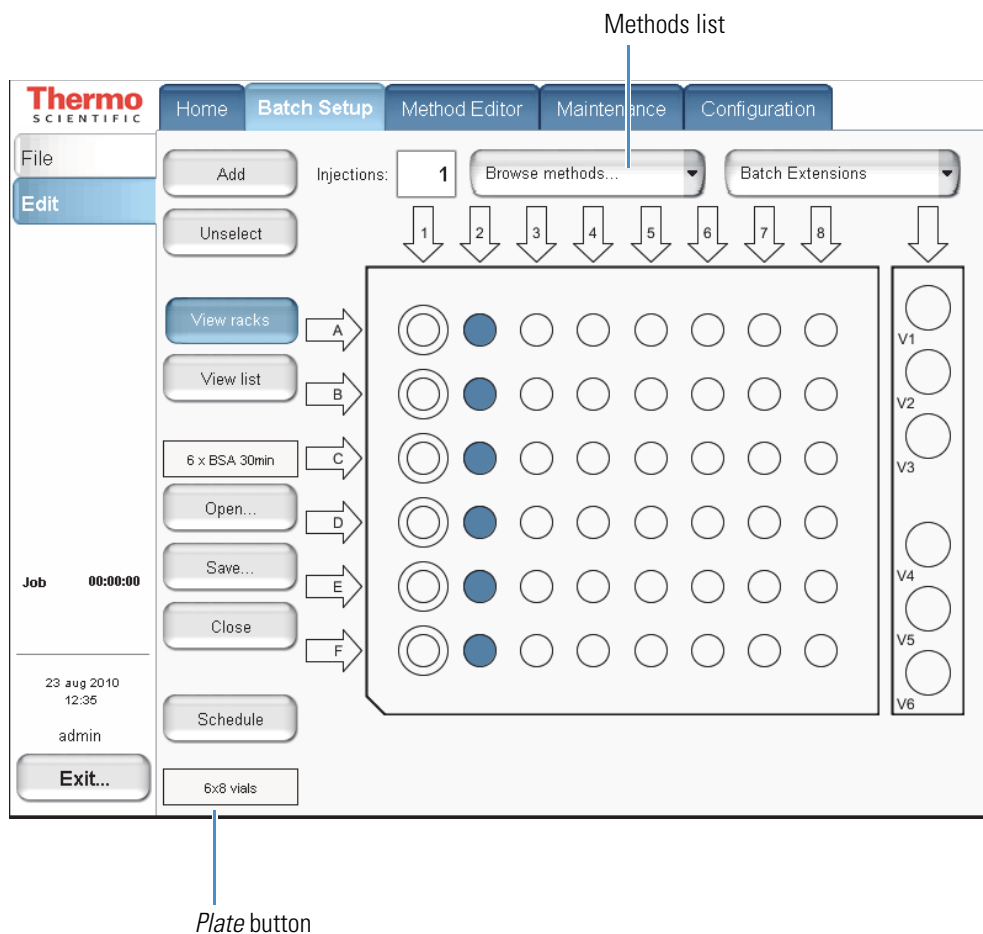 Methods list
Thermo
SCIENTIFIC
Home
Batch Setup
Method Editor
Maintenance
Configuration
File
Edit
Add
Injections:
1
Browse methods...
Batch Extensions
Unselect
1
2
3
4
5
6
7
8
View racks
View list
6 x BSA 30min
Open...
Save...
Close
Schedule
6x8 vials
A
B
C
D
E
F
V1
V2
V3
V4
V5
V6
Job 00:00:00
23 aug 2010
12:35
admin
Exit...
Plate button